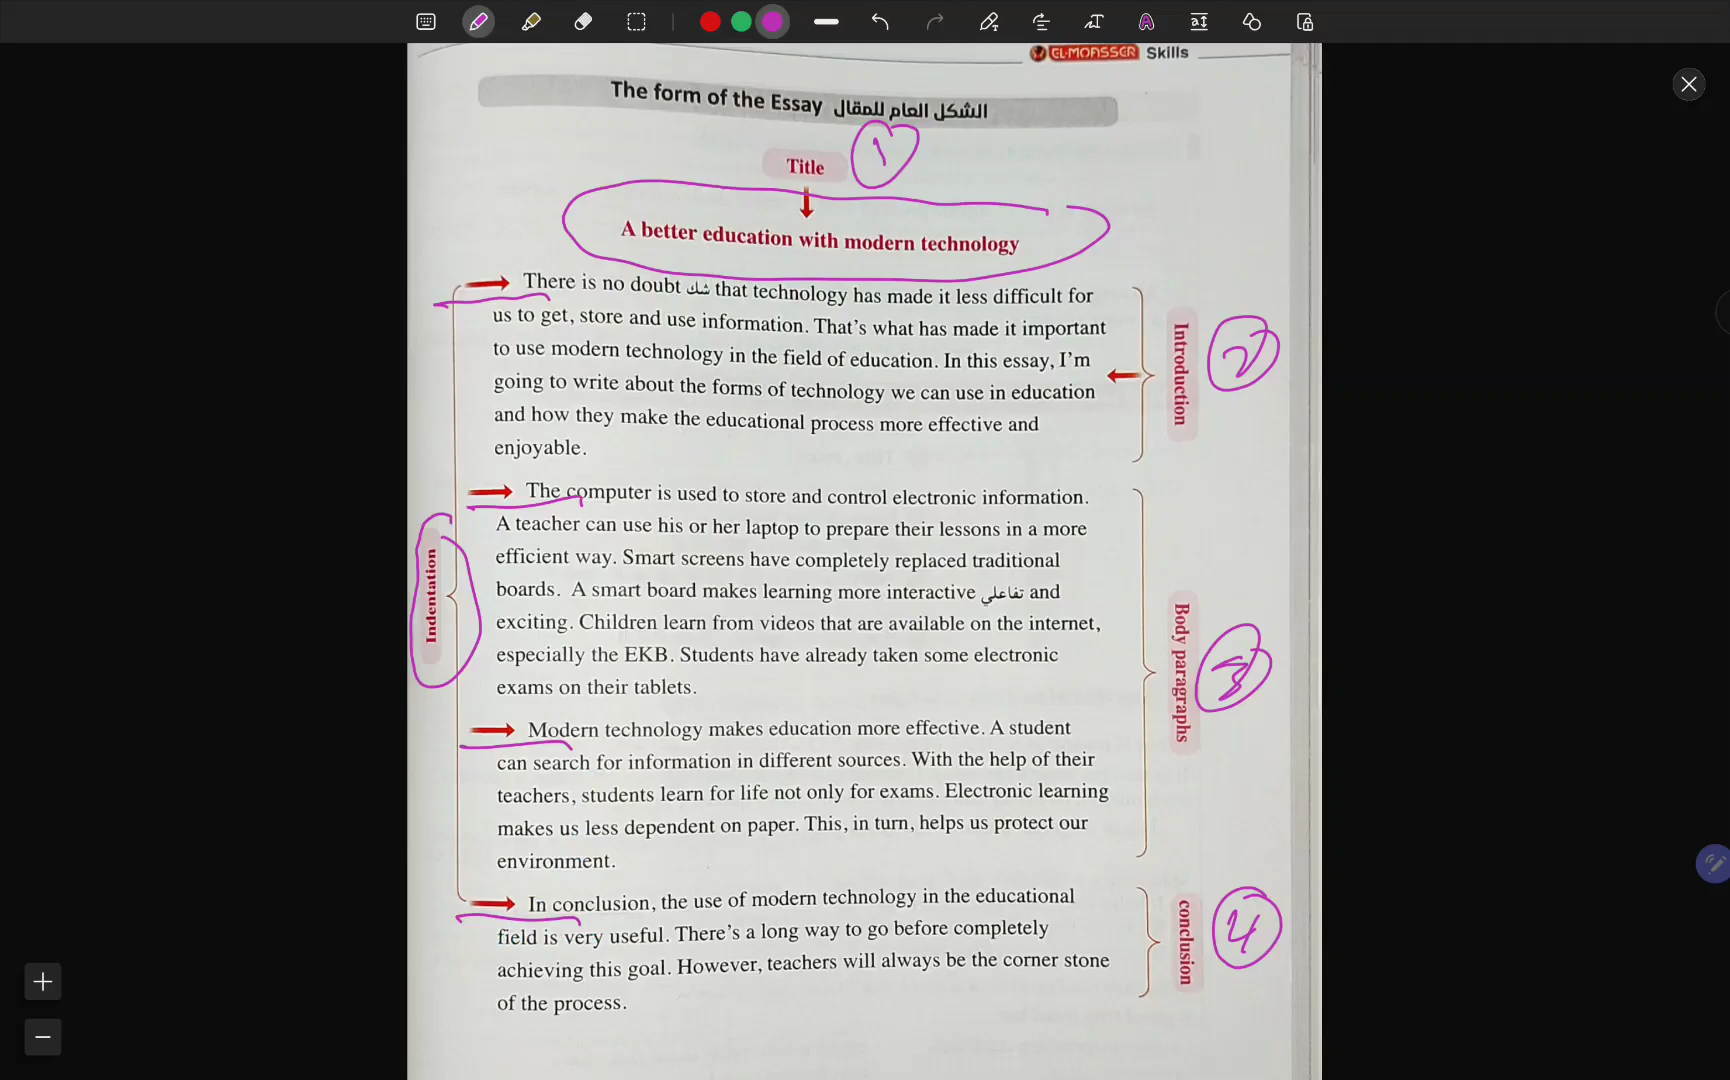 EL-MOASSER Skills
The form of the Essay الشكل العام للمقال
Title 1
A better education with modern technology
There is no doubt شك that technology has made it less difficult for
us to get, store and use information. That's what has made it important
to use modern technology in the field of education. In this essay, I'm
going to write about the forms of technology we can use in education
and how they make the educational process more effective and
enjoyable.
Introduction 2
The computer is used to store and control electronic information.
A teacher can use his or her laptop to prepare their lessons in a more
efficient way. Smart screens have completely replaced traditional
boards. A smart board makes learning more interactive تفاعلي and
exciting. Children learn from videos that are available on the internet,
especially the EKB. Students have already taken some electronic
exams on their tablets.
Modern technology makes education more effective. A student
can search for information in different sources. With the help of their
teachers, students learn for life not only for exams. Electronic learning
makes us less dependent on paper. This, in turn, helps us protect our
environment.
Body paragraphs 3
In conclusion, the use of modern technology in the educational
field is very useful. There's a long way to go before completely
achieving this goal. However, teachers will always be the corner stone
of the process.
conclusion 4
Indentation